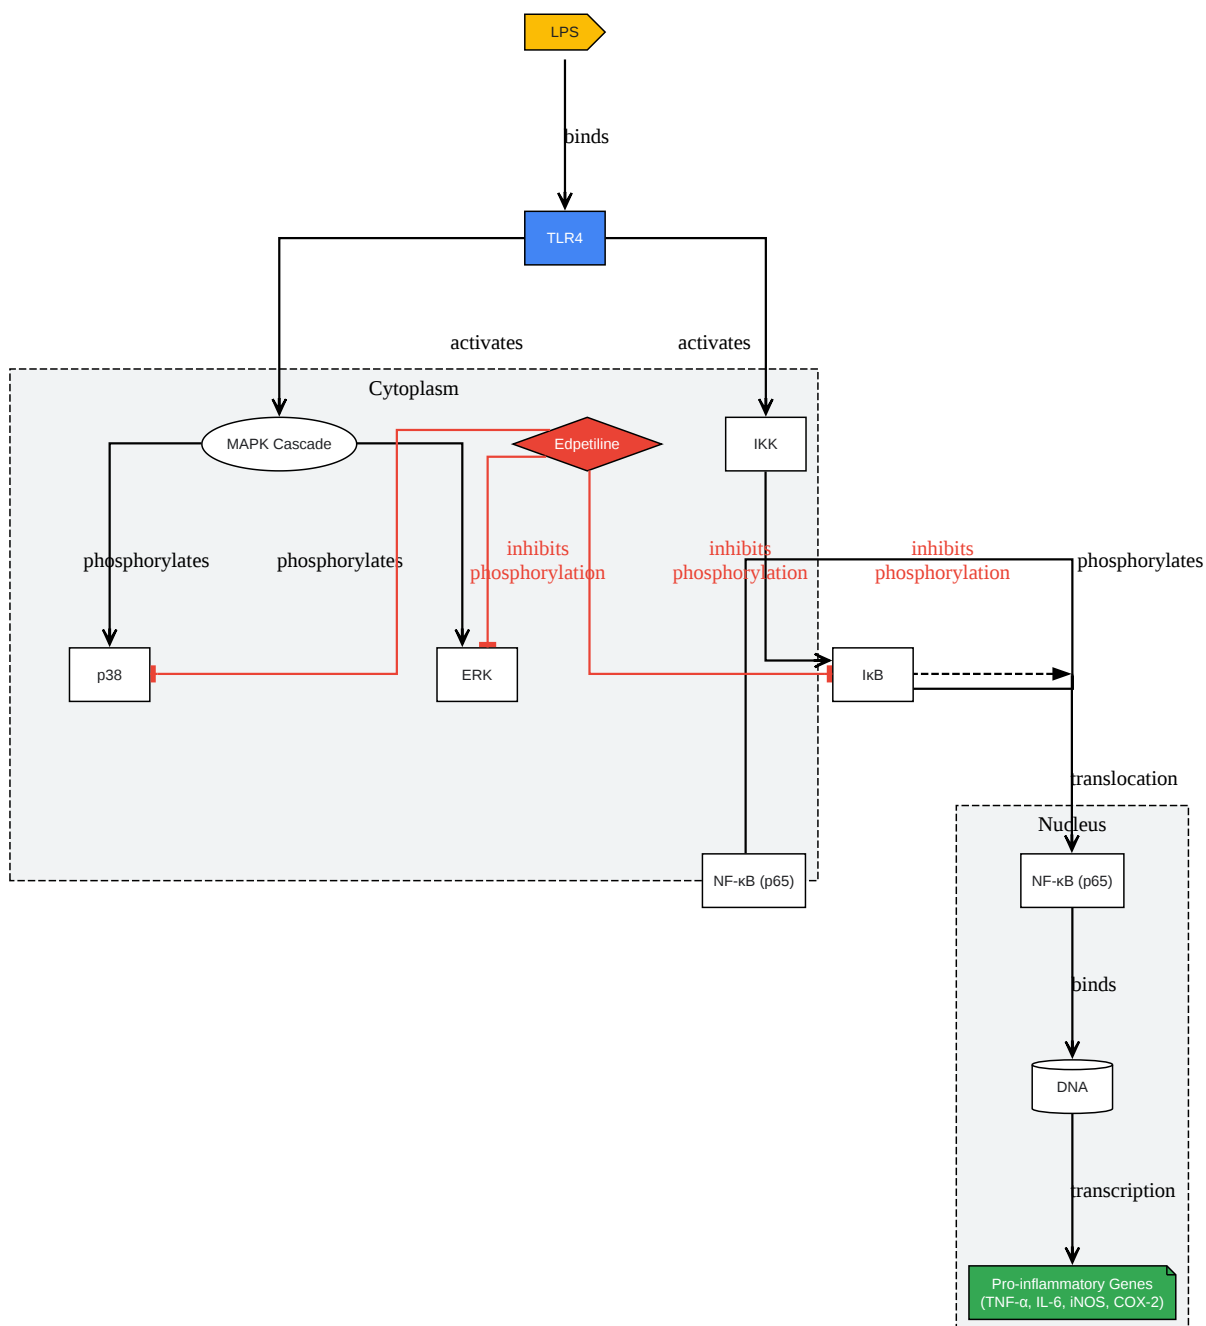 LPS
binds
TLR4
activates
activates
Cytoplasm
MAPK Cascade
Edpetiline
IKK
phosphorylates
phosphorylates
inhibits
phosphorylation
inhibits
phosphorylation
inhibits
phosphorylation
phosphorylates
p38
ERK
IκB
translocation
Nucleus
NF-κB (p65)
NF-κB (p65)
binds
DNA
transcription
Pro-inflammatory Genes
(TNF-α, IL-6, iNOS, COX-2)